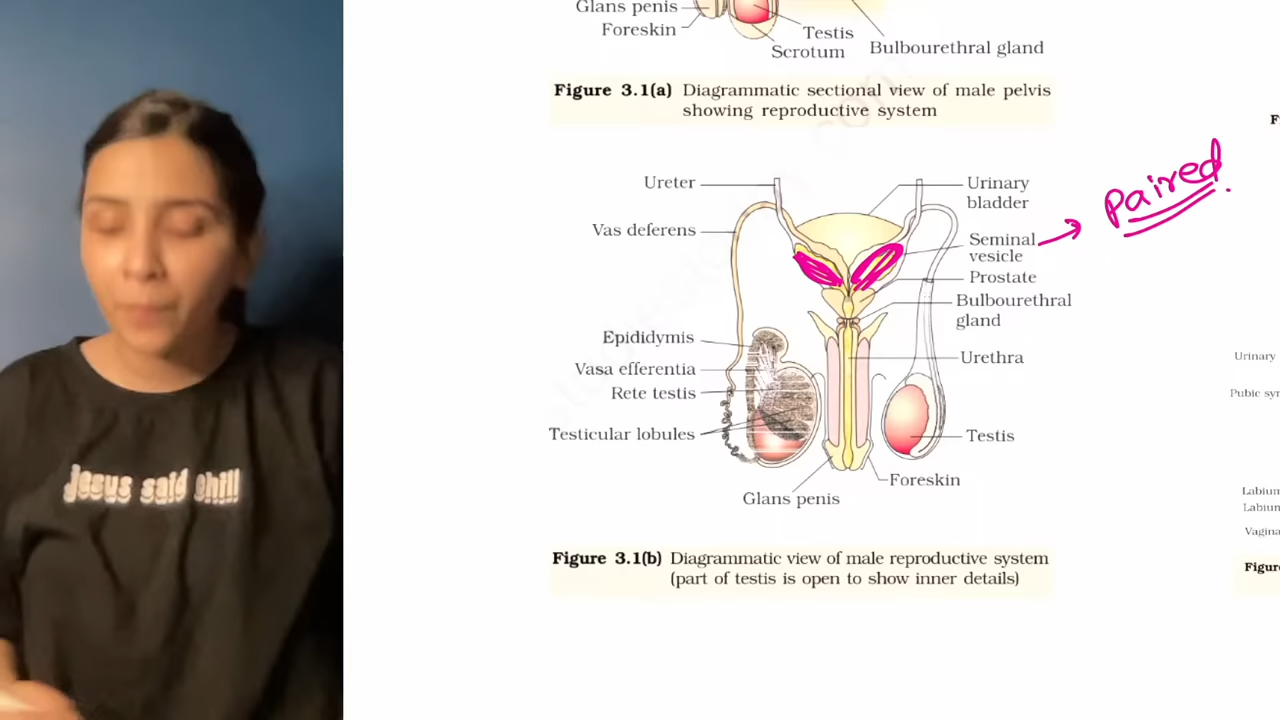 Glans penis
Foreskin
Testis
Scrotum
Bulbourethral gland
Figure 3.1(a) Diagrammatic sectional view of male pelvis
showing reproductive system
Ureter
Urinary
bladder
Paired
Vas deferens
Seminal
vesicle
Prostate
Bulbourethral
gland
Epididymis
Urethra
Vasa efferentia
Rete testis
Testicular lobules
Testis
Foreskin
Glans penis
Figure 3.1(b) Diagrammatic view of male reproductive system
(part of testis is open to show inner details)
jesus said chill
F
Urinary
Pubic syr
Labium
Labium
Vagina
Figure